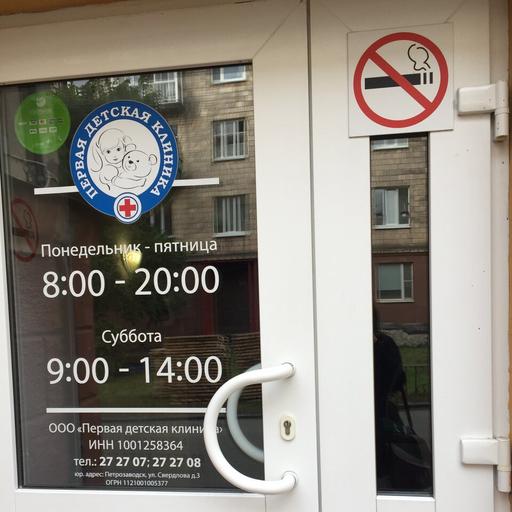 ПЕРВАЯ ДЕТСКАЯ КЛИНИКА
Понедельник - пятница
8:00 - 20:00
Суббота
9:00 - 14:00
ООО «Первая детская клиника»
ИНН 1001258364
тел.: 27 27 07; 27 27 08
юр. адрес: Петрозаводск, ул. Свердлова д.3
ОГРН 1121001005377